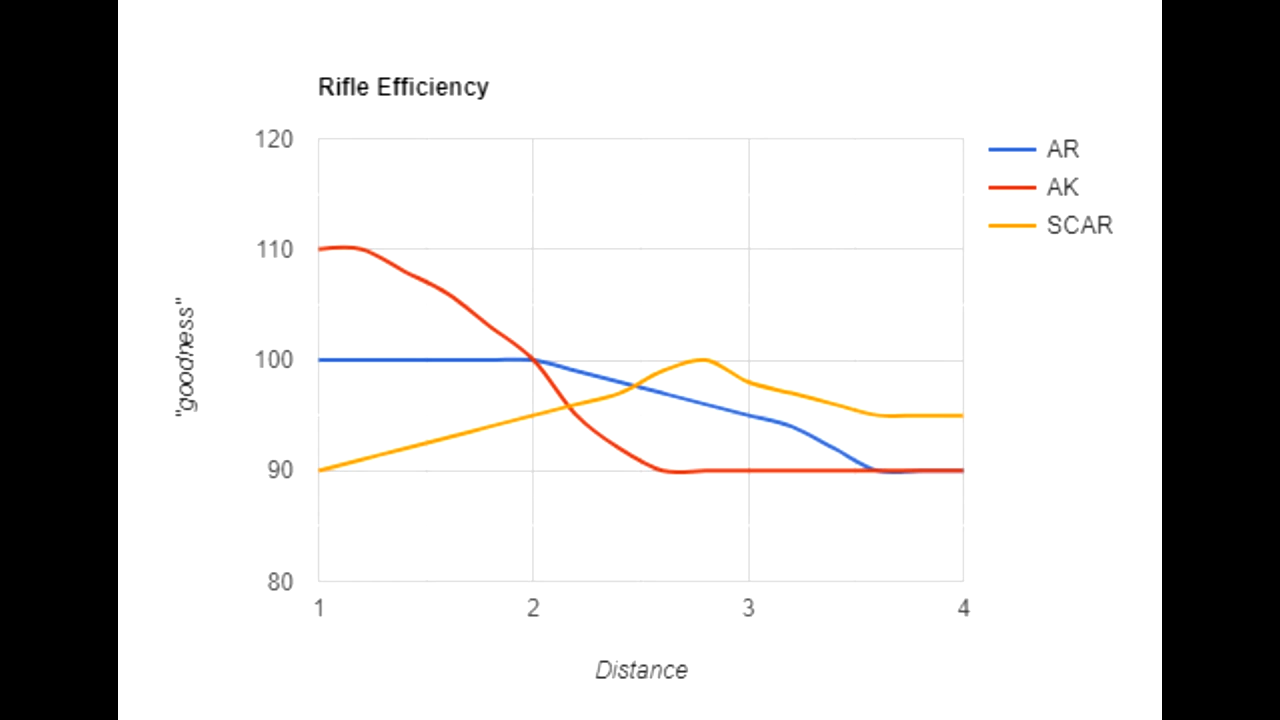 Rifle Efficiency
120
110
100
90
80
"goodness"
1 2 3 4
Distance
AR
AK
SCAR